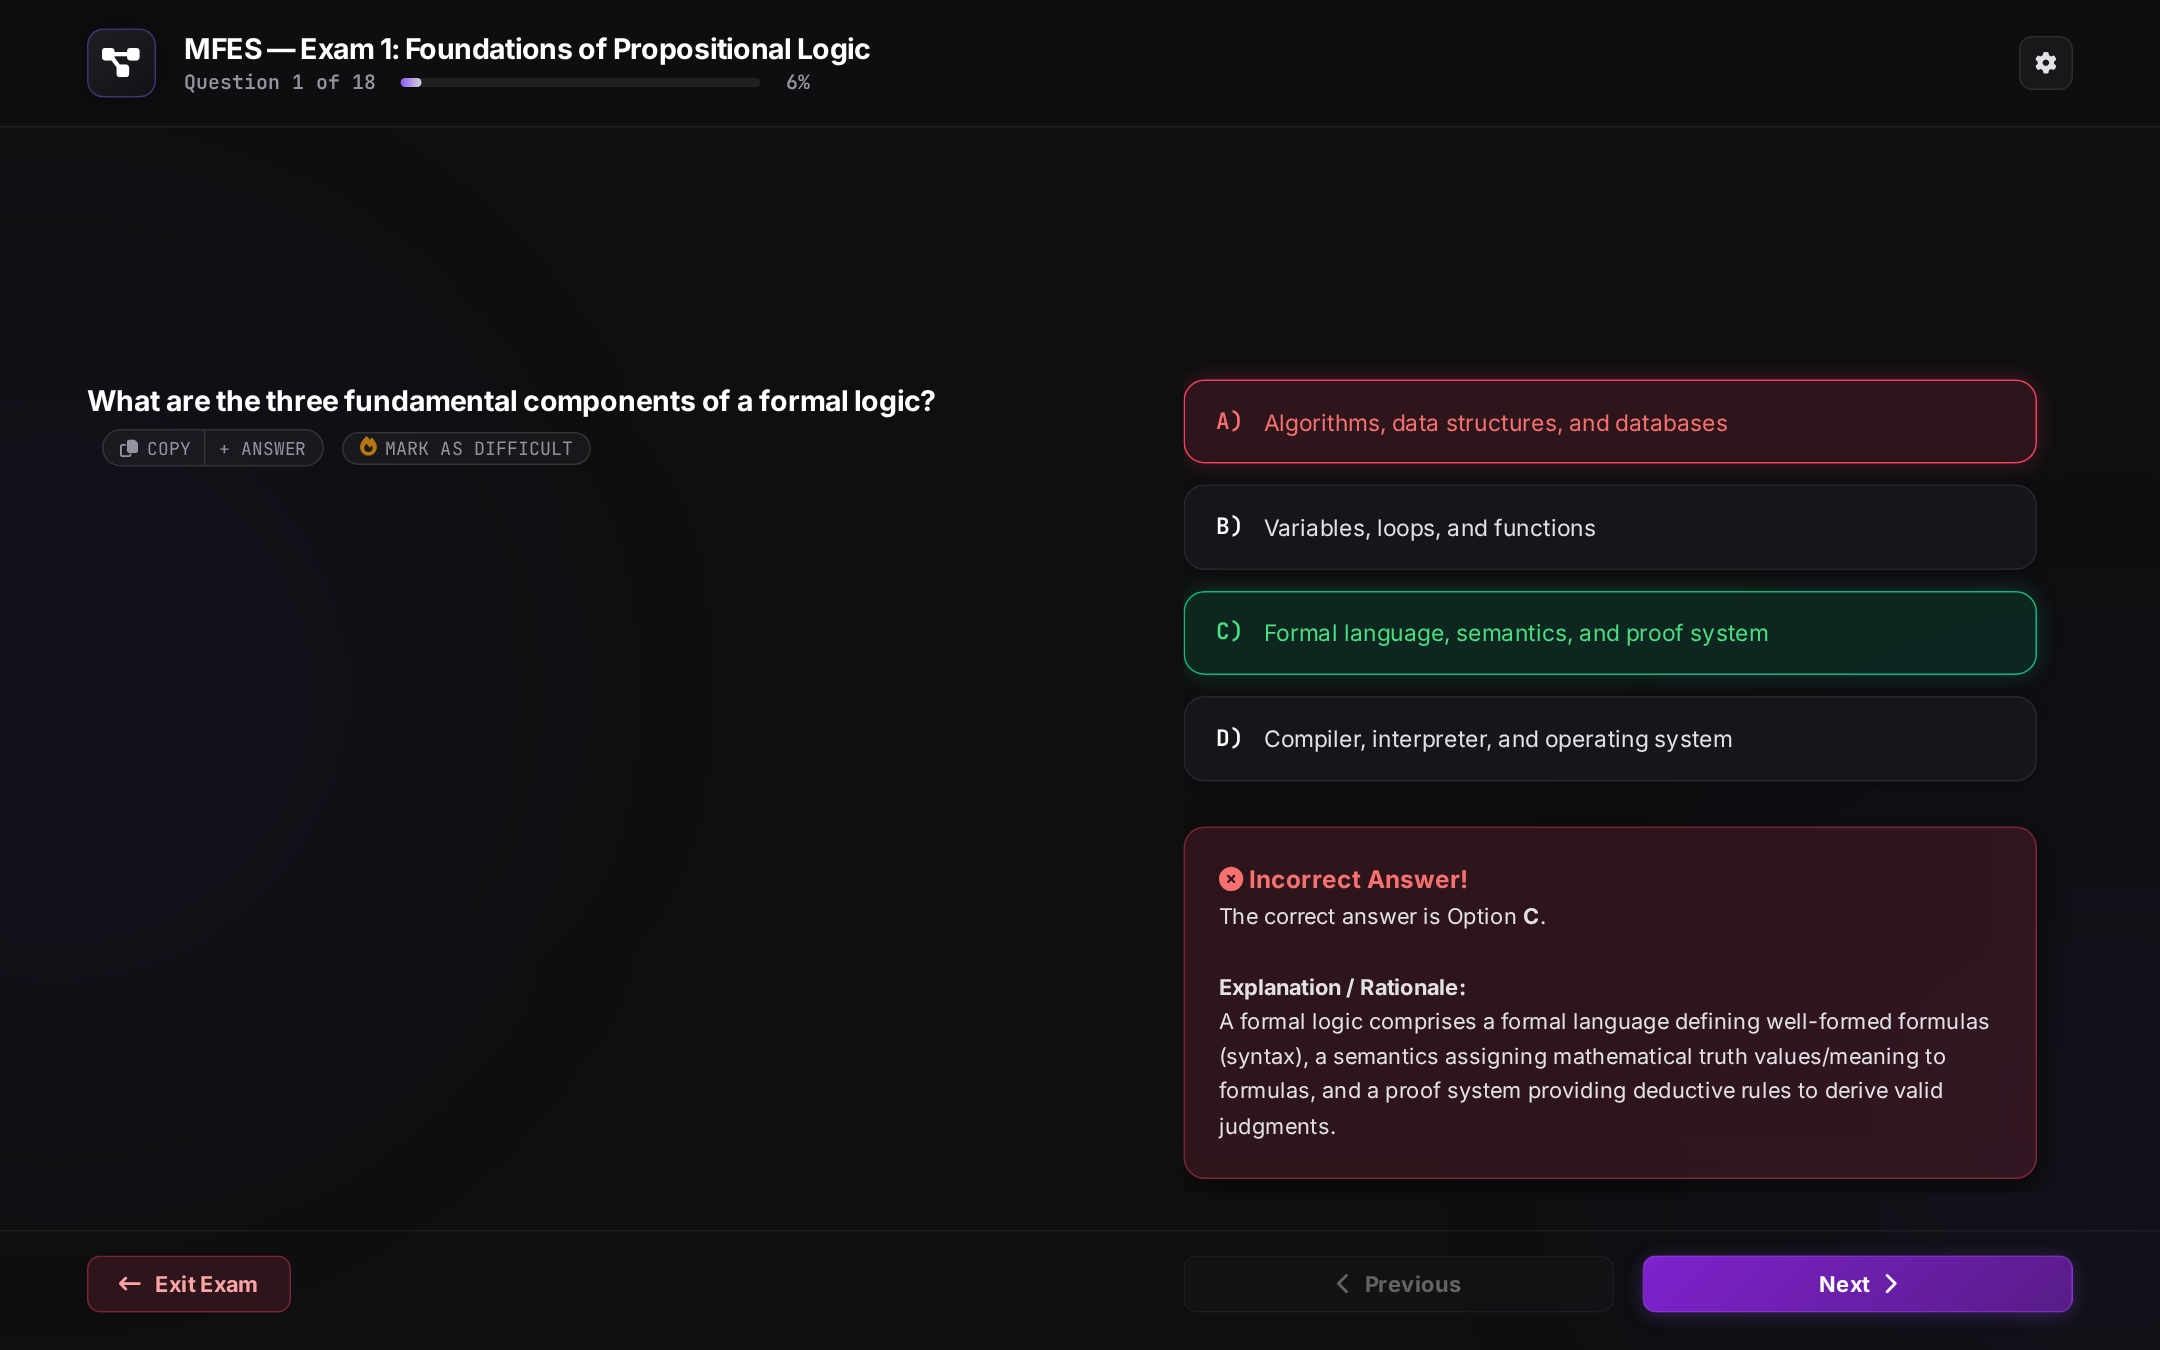 MFES — Exam 1: Foundations of Propositional Logic
Question 1 of 18
6%
What are the three fundamental components of a formal logic?
COPY
+ ANSWER
MARK AS DIFFICULT
A) Algorithms, data structures, and databases
B) Variables, loops, and functions
C) Formal language, semantics, and proof system
D) Compiler, interpreter, and operating system
Incorrect Answer!
The correct answer is Option C.
Explanation / Rationale:
A formal logic comprises a formal language defining well-formed formulas
(syntax), a semantics assigning mathematical truth values/meaning to
formulas, and a proof system providing deductive rules to derive valid
judgments.
Exit Exam
Previous
Next